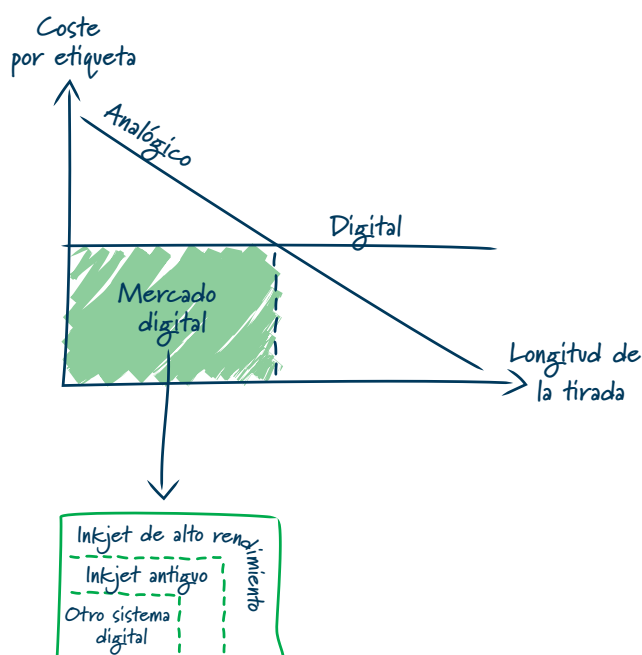 Coste
por etiqueta
Analógico
Digital
Mercado
digital
Longitud de
la tirada
Inkjet de alto rendimiento
Inkjet antiguo
Otro sistema
digital